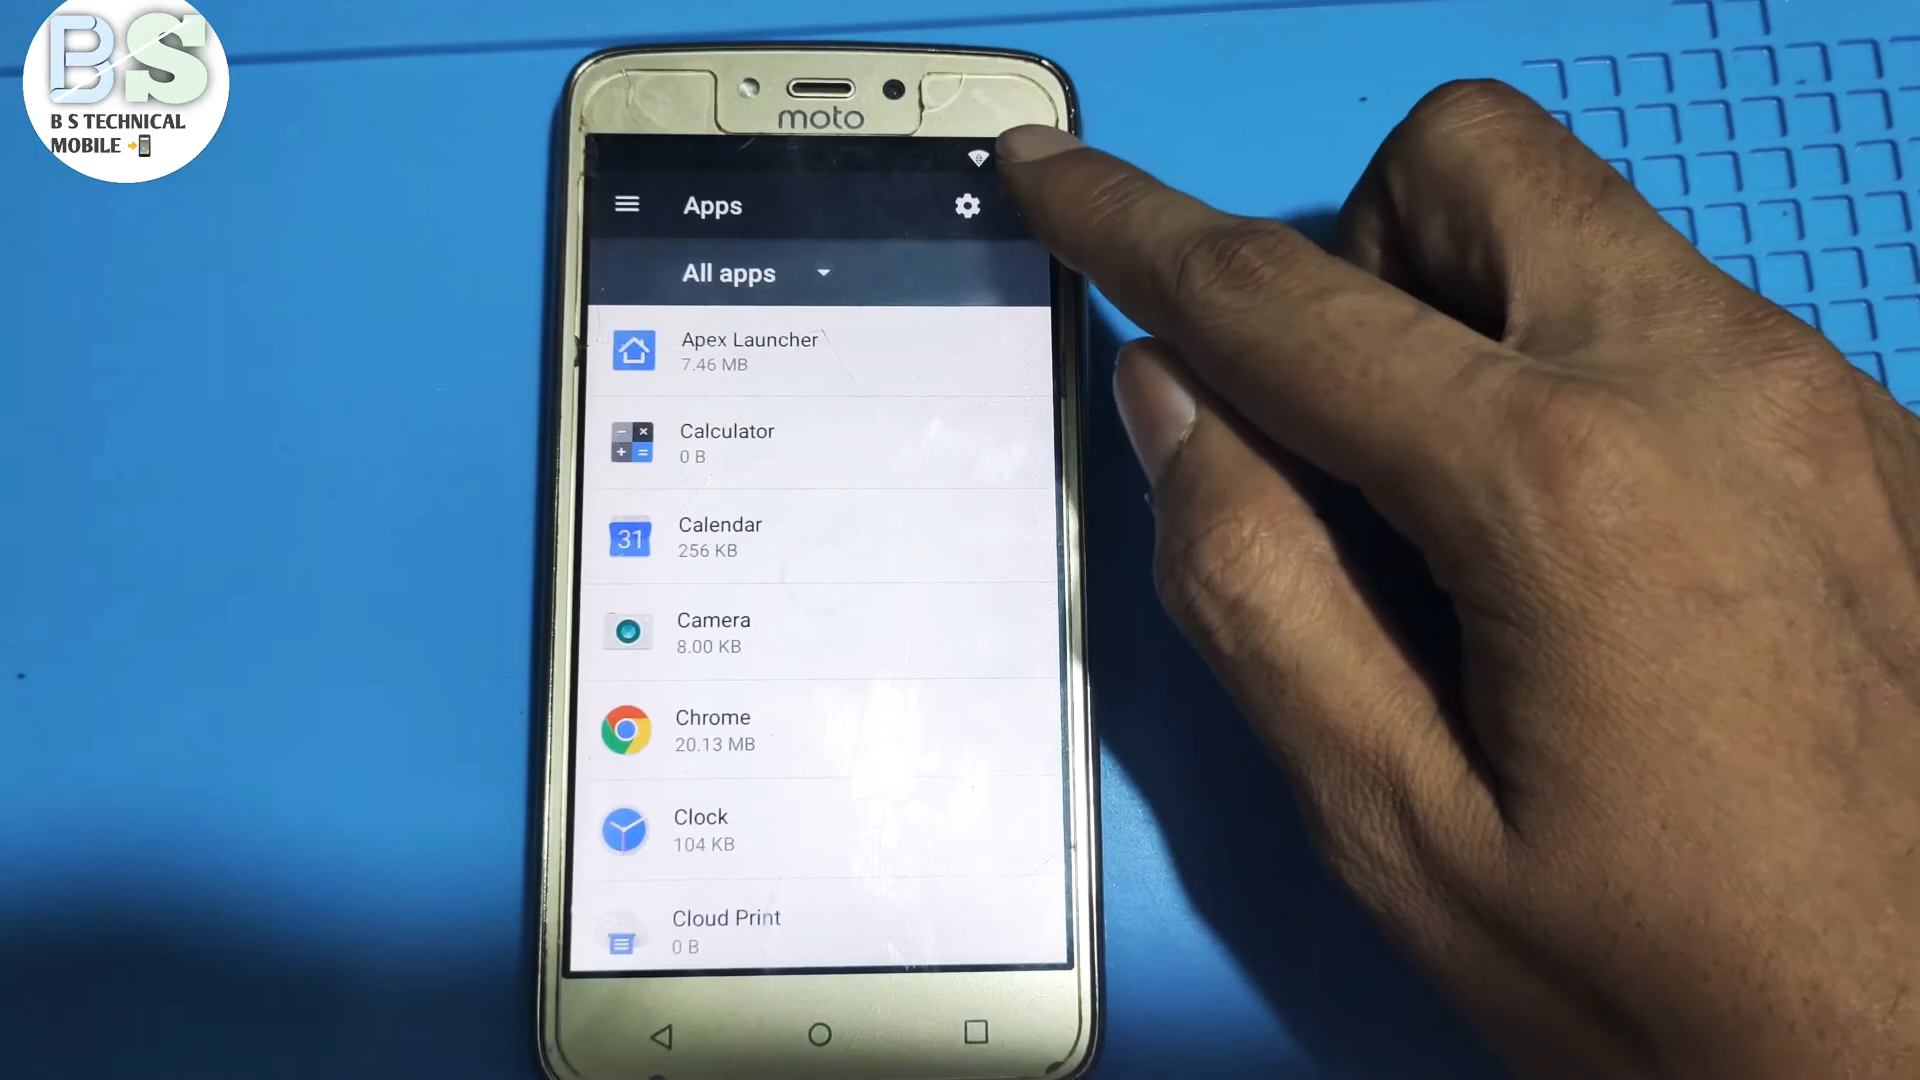 BS
B S TECHNICAL
MOBILE
moto
Apps
All apps
Apex Launcher
7.46 MB
Calculator
0 B
31
Calendar
256 KB
Camera
8.00 KB
Chrome
20.13 MB
Clock
104 KB
Cloud Print
0 B